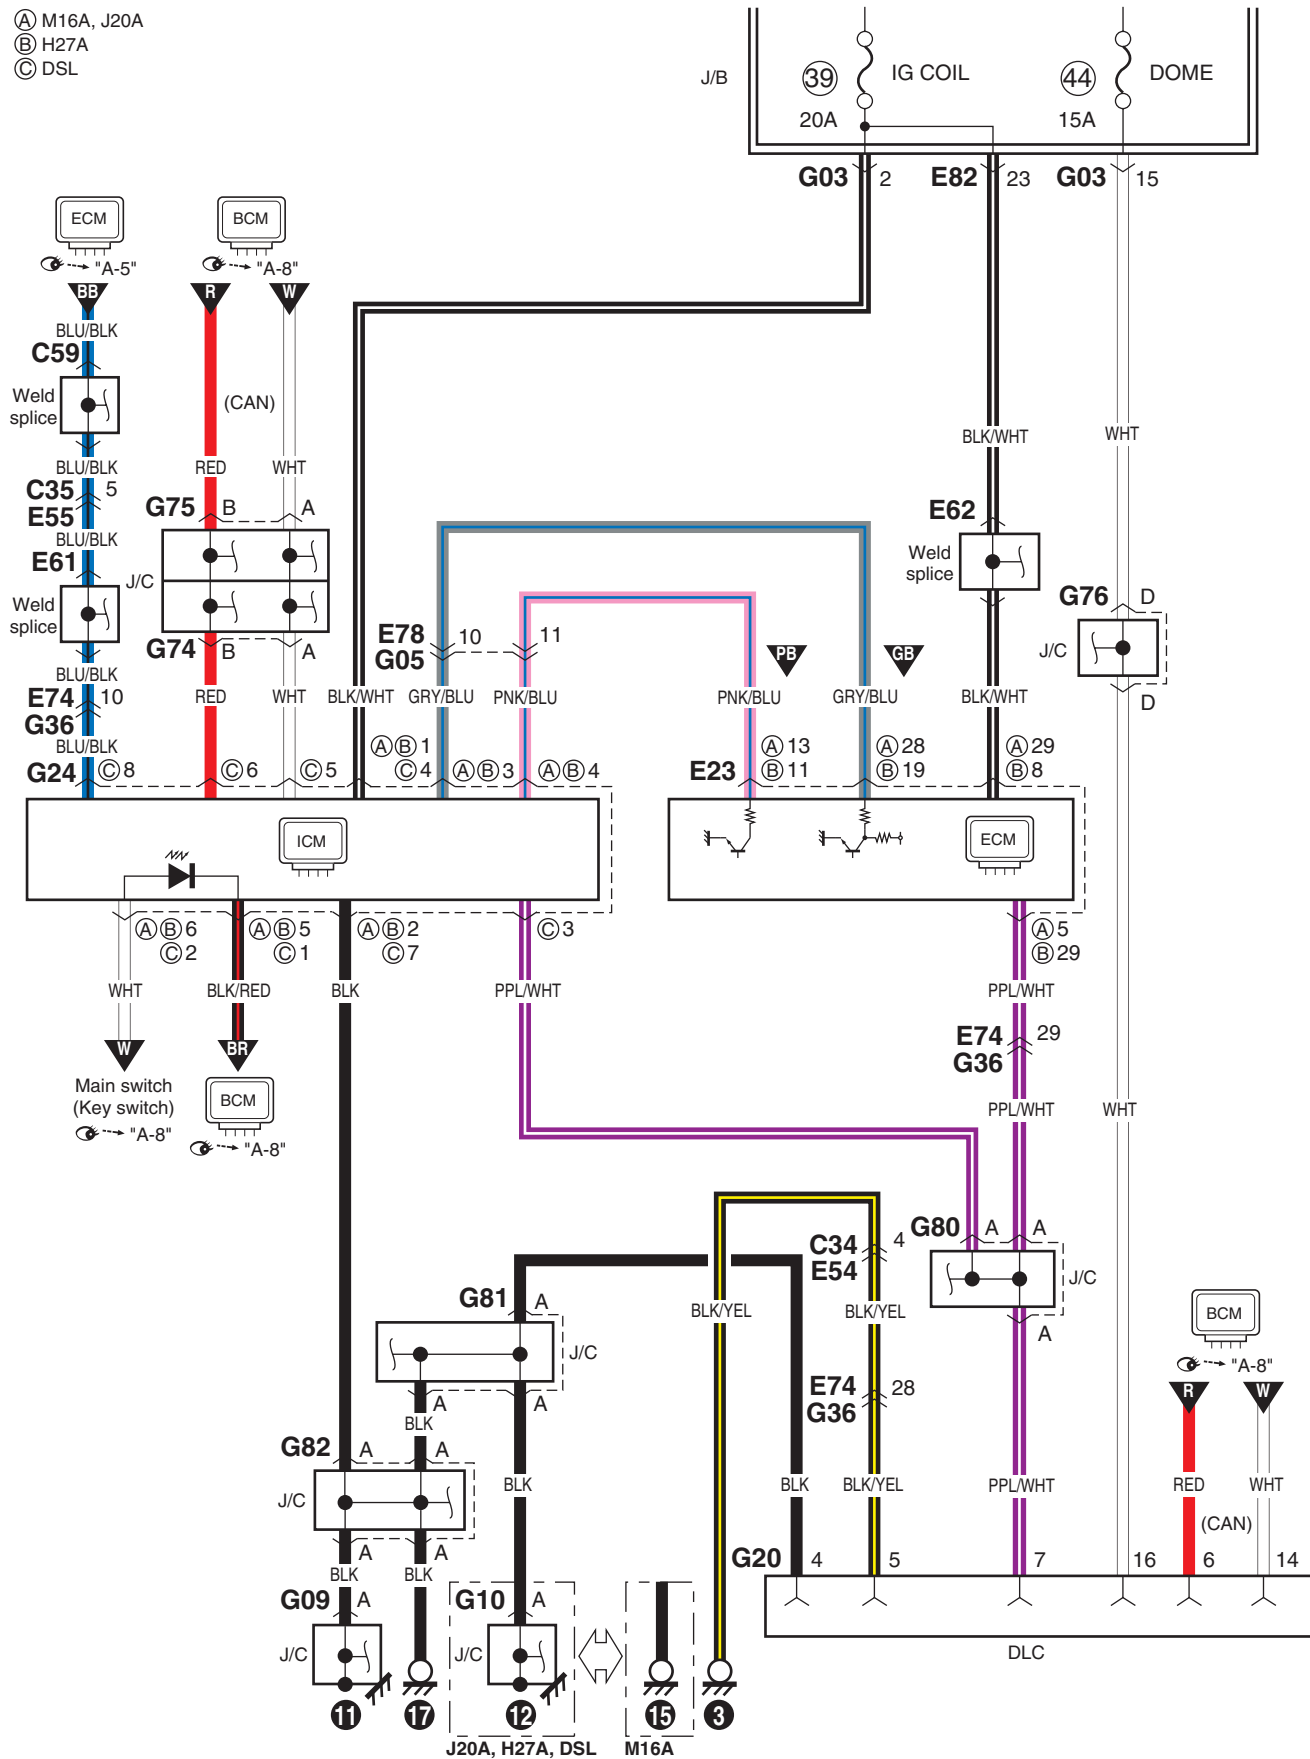 Ⓐ M16A, J20A
Ⓑ H27A
Ⓒ DSL
J/B
39 IG COIL
20A
44 DOME
15A
G03 2
E82 23
G03 15
ECM
"A-5"
BCM
"A-8"
BB
R
W
BLU/BLK
C59
Weld
splice
(CAN)
BLK/WHT
WHT
BLU/BLK
RED
WHT
C35 5
E55
G75 B A
E62
BLU/BLK
E61
J/C
Weld
splice
Weld
splice
G76 D
J/C
D
G74 B A
E78 10 11
G05
PB
GB
BLU/BLK
E74 10
G36
RED
WHT
BLK/WHT
GRY/BLU
PNK/BLU
PNK/BLU
GRY/BLU
BLK/WHT
BLU/BLK
G24 Ⓒ8
Ⓒ6
Ⓒ5
ⒶⒷ1
Ⓒ4
ⒶⒷ3
ⒶⒷ4
E23
Ⓐ13
Ⓑ11
Ⓐ28
Ⓑ19
Ⓐ29
Ⓑ8
ICM
ECM
ⒶⒷ6
Ⓒ2
ⒶⒷ5
Ⓒ1
ⒶⒷ2
Ⓒ7
Ⓒ3
Ⓐ5
Ⓑ29
WHT
BLK/RED
BLK
PPL/WHT
PPL/WHT
W
BR
E74 29
G36
Main switch
(Key switch)
"A-8"
BCM
"A-8"
PPL/WHT
WHT
G80 A A
J/C
A
C34 4
E54
G81 A
J/C
A A
BLK/YEL
BLK/YEL
BCM
"A-8"
R
W
E74 28
G36
BLK
G82 A A
J/C
A A
BLK
BLK
BLK/YEL
PPL/WHT
RED
WHT
(CAN)
BLK
BLK
G20 4 5 7 16 6 14
DLC
G09 A
J/C
G10 A
J/C
11
17
12
15
3
J20A, H27A, DSL
M16A